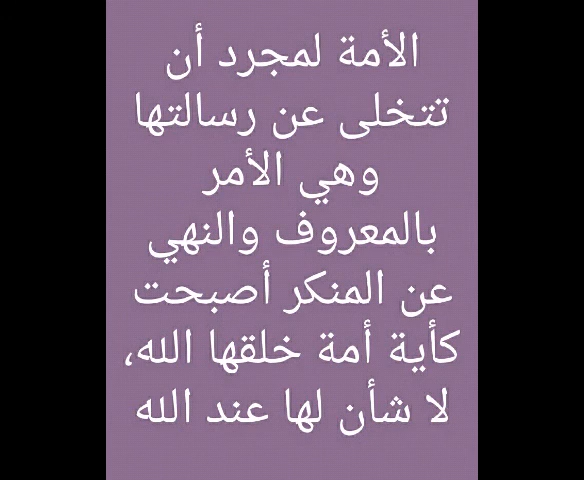 الأمة لمجرد أن
تتخلى عن رسالتها
وهي الأمر
بالمعروف والنهي
عن المنكر أصبحت
كأية أمة خلقها الله،
لا شأن لها عند الله